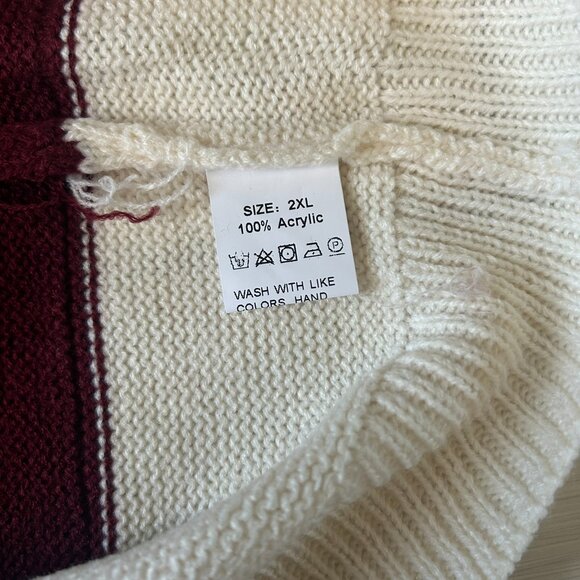 SIZE: 2XL
100% Acrylic
WASH WITH LIKE
COLORS, HAND